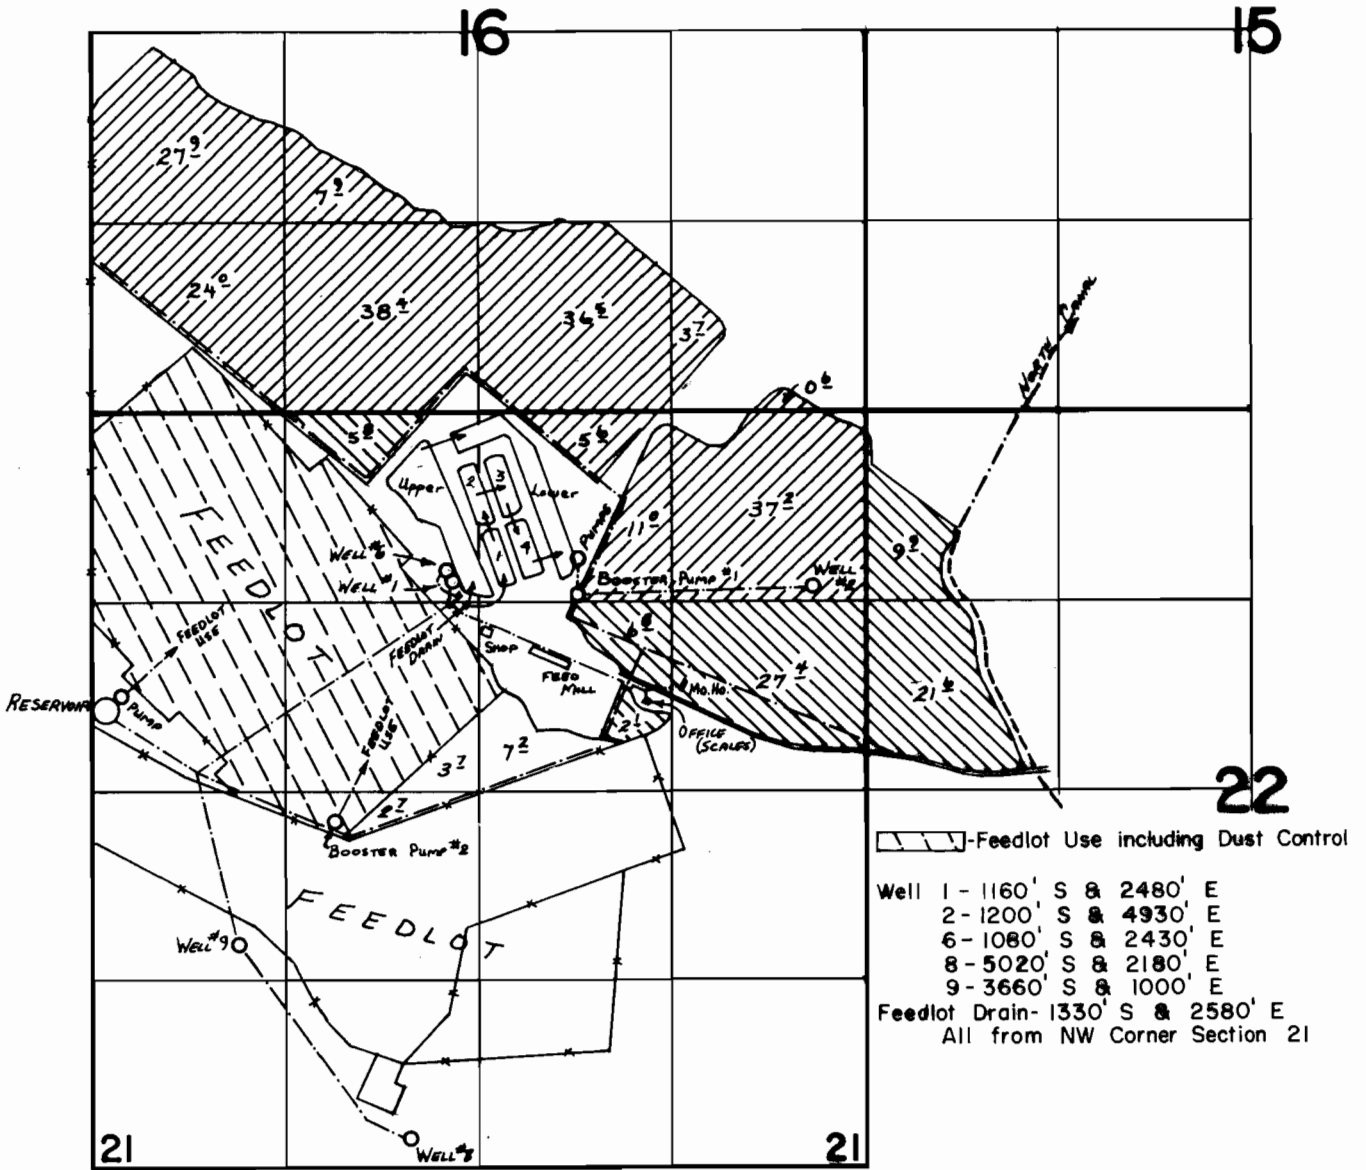 16
15
27 9
7 9
24 0
38 4
36 5
3 7
0 6
NORTH CANAL
5 8
5 6
Upper
2
3
Lower
1
4
PUMPS
11 0
37 2
9 9
WELL #6
WELL #1
BOOSTER PUMP #1
WELL #2
FEEDLOT
FEEDLOT USE
FEEDLOT DRAIN
SHOP
FEED MILL
6 8
Mo. Ho.
27 4
21 6
RESERVOIR
PUMP
FEEDLOT USE
2 1
OFFICE
(SCALES)
7 2
3 7
2 7
BOOSTER PUMP #2
22
-Feedlot Use including Dust Control
FEEDLOT
Well 1 - 1160' S & 2480' E
2 - 1200' S & 4930' E
6 - 1080' S & 2430' E
8 - 5020' S & 2180' E
9 - 3660' S & 1000' E
Feedlot Drain - 1330' S & 2580' E
All from NW Corner Section 21
WELL #9
WELL #8
21
21